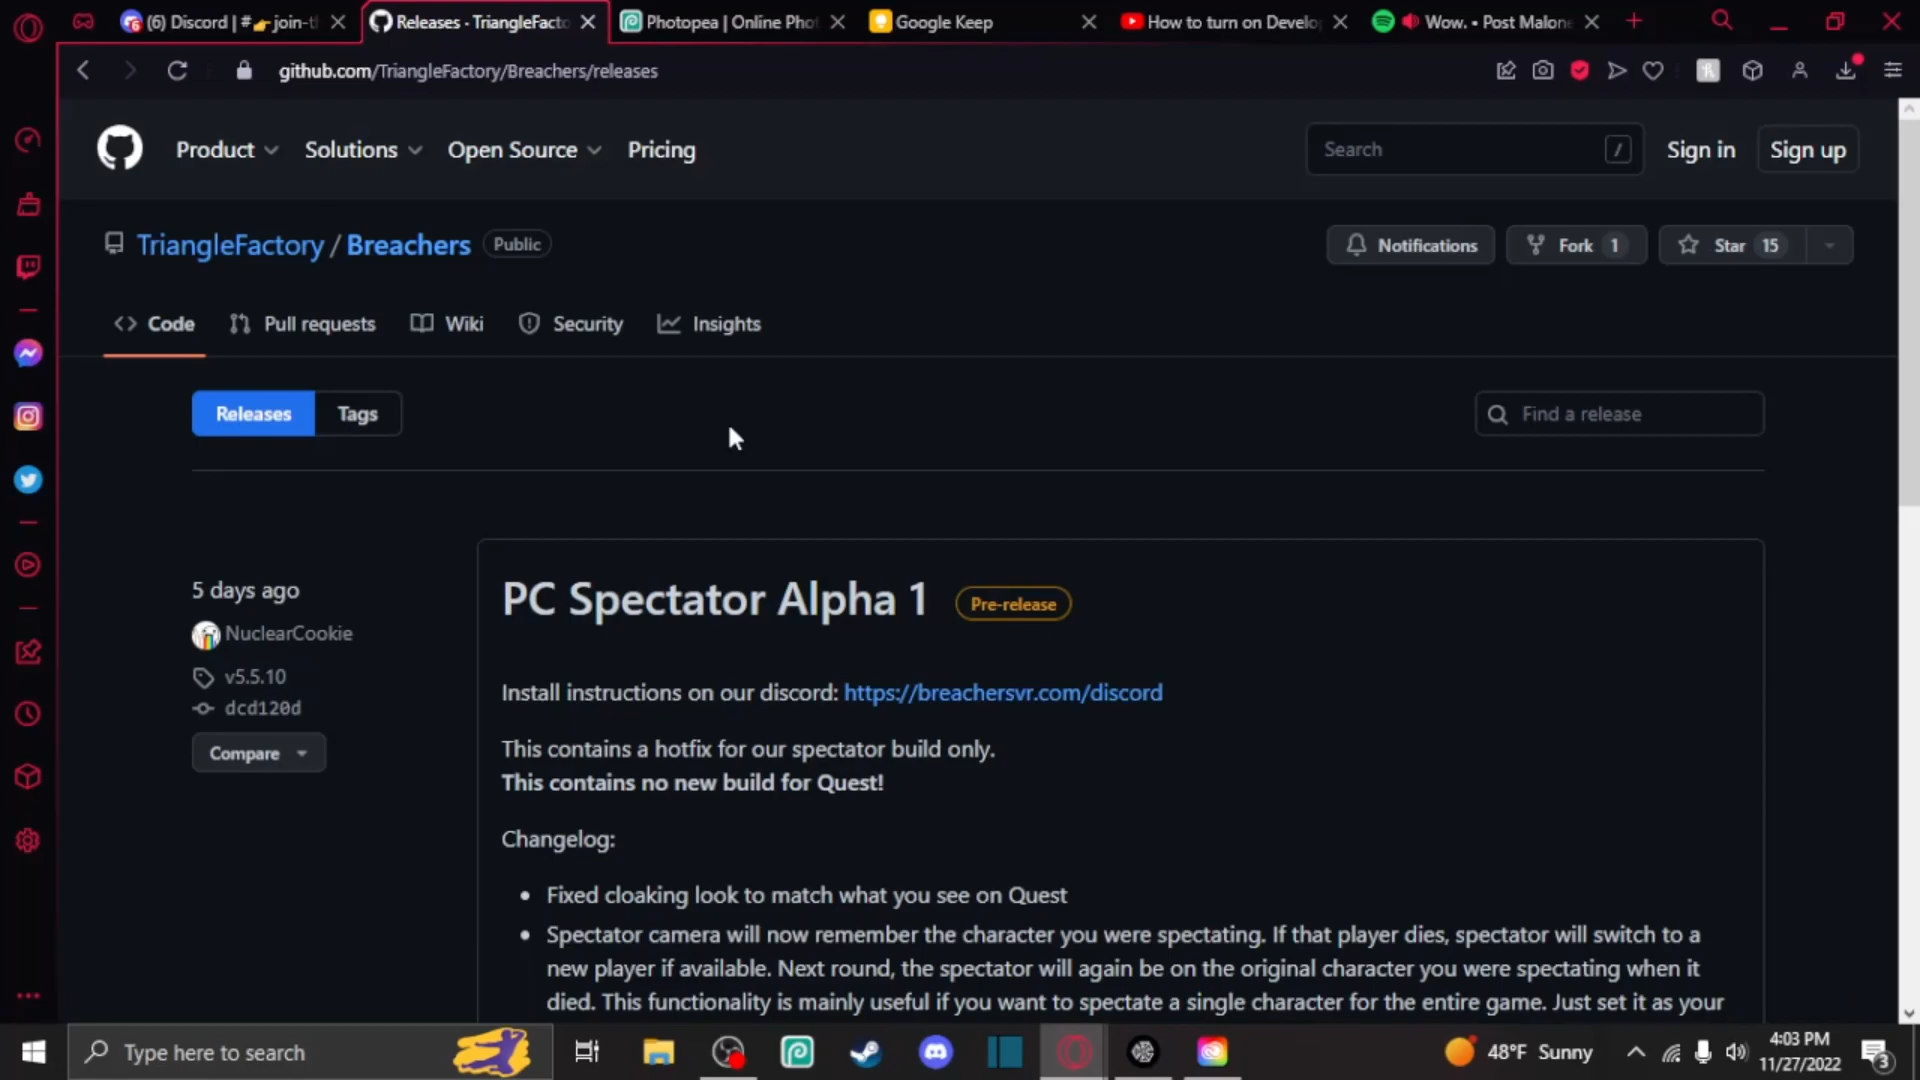 (6) Discord | #👉join-t
Releases - TriangleFacto
Photopea | Online Phot
Google Keep
How to turn on Develo
Wow. • Post Malone
github.com/TriangleFactory/Breachers/releases
Product
Solutions
Open Source
Pricing
Search
/
Sign in
Sign up
TriangleFactory / Breachers
Public
Notifications
Fork 1
Star 15
Code
Pull requests
Wiki
Security
Insights
Releases
Tags
Find a release
5 days ago
NuclearCookie
v5.5.10
dcd120d
Compare
PC Spectator Alpha 1
Pre-release
Install instructions on our discord: https://breachersvr.com/discord
This contains a hotfix for our spectator build only.
This contains no new build for Quest!
Changelog:
• Fixed cloaking look to match what you see on Quest
• Spectator camera will now remember the character you were spectating. If that player dies, spectator will switch to a
new player if available. Next round, the spectator will again be on the original character you were spectating when it
died. This functionality is mainly useful if you want to spectate a single character for the entire game. Just set it as your
Type here to search
48°F Sunny
4:03 PM
11/27/2022
3